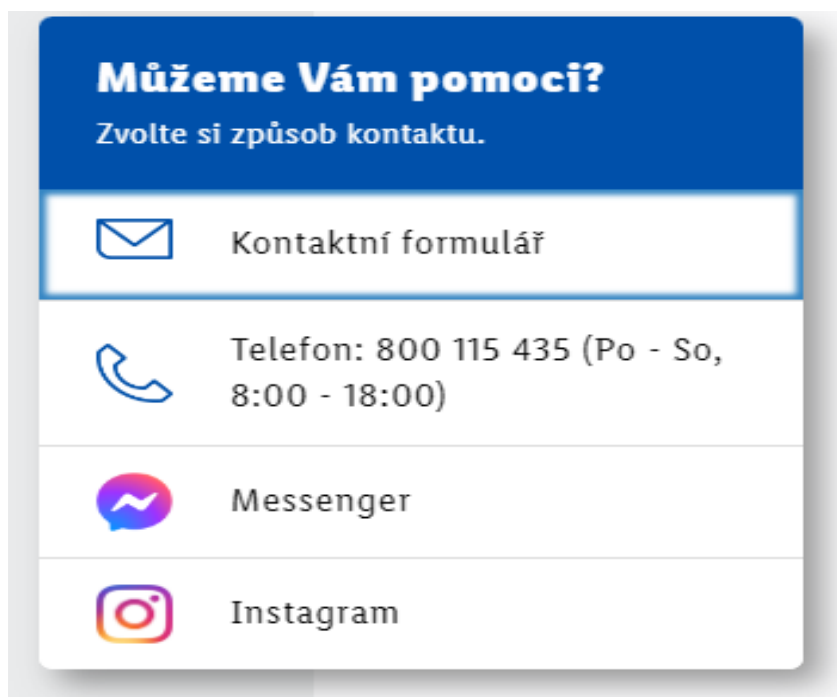 Můžeme Vám pomoci?
Zvolte si způsob kontaktu.
Kontaktní formulář
Telefon: 800 115 435 (Po - So,
8:00 - 18:00)
Messenger
Instagram